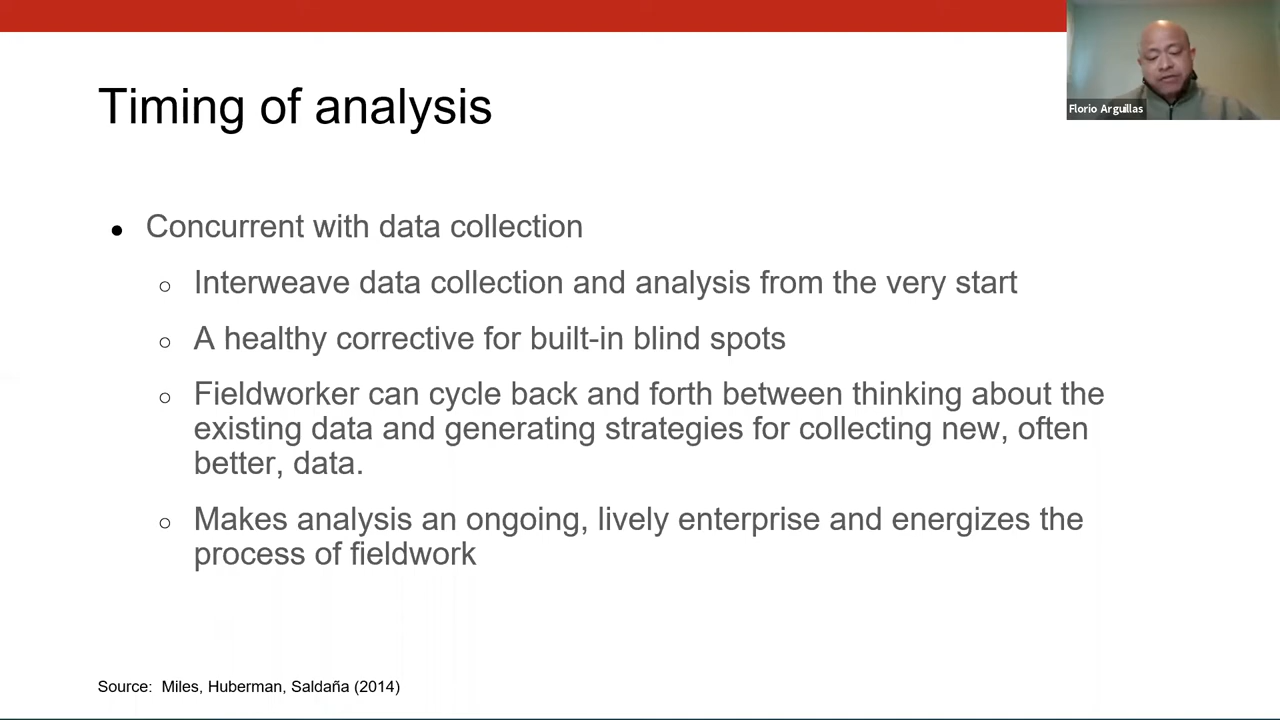 Timing of analysis
Florio Arguillas
● Concurrent with data collection
○ Interweave data collection and analysis from the very start
○ A healthy corrective for built-in blind spots
○ Fieldworker can cycle back and forth between thinking about the
existing data and generating strategies for collecting new, often
better, data.
○ Makes analysis an ongoing, lively enterprise and energizes the
process of fieldwork
Source: Miles, Huberman, Saldaña (2014)